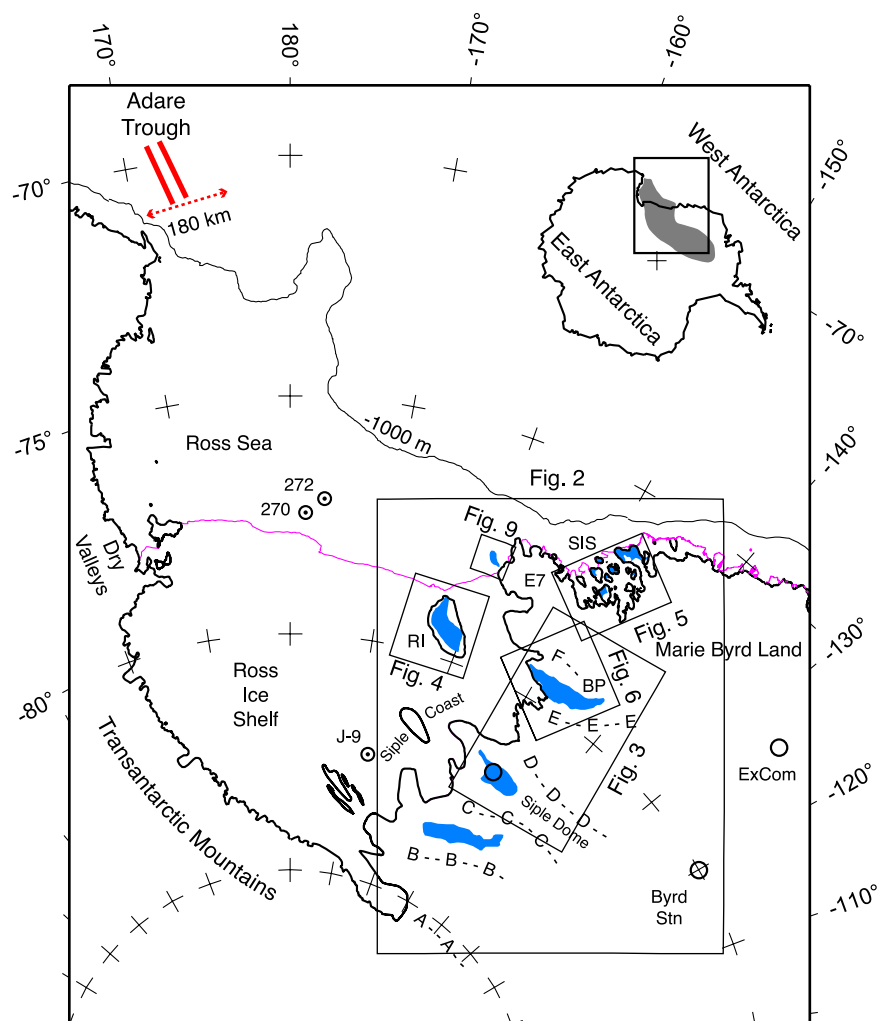 170°
180°
-170°
-160°
Adare
Trough
180 km
-70°
West Antarctica
East Antarctica
-150°
-70°
-1000 m
Ross Sea
-75°
-140°
272
270
Fig. 2
Fig. 9
SIS
E7
Dry
Valleys
Fig. 5
RI
Fig. 4
Fig. 6
-130°
Marie Byrd Land
F
BP
E E E
Ross
Ice
Shelf
-80°
Siple Coast
J-9
Fig. 3
ExCom
D D D
Siple Dome
-120°
C C C
Transantarctic Mountains
B B B
Byrd
Stn
-110°
A A